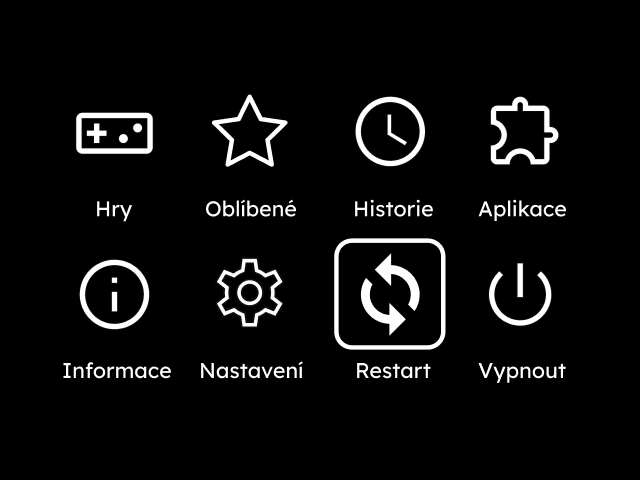 Hry
Oblíbené
Historie
Aplikace
Informace
Nastavení
Restart
Vypnout